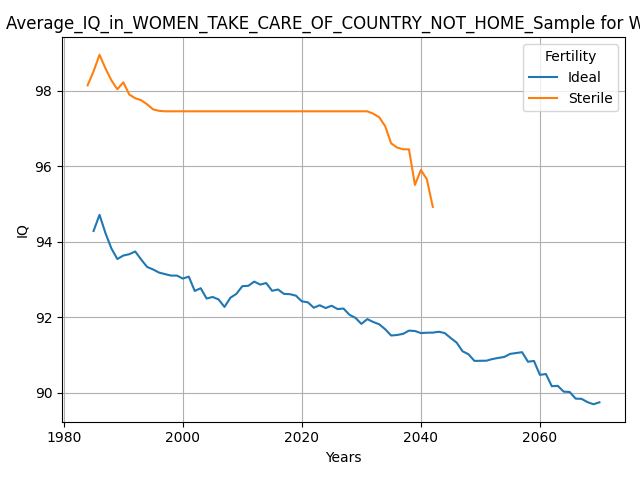 Average_IQ_in_WOMEN_TAKE_CARE_OF_COUNTRY_NOT_HOME_Sample for W
Fertility
Ideal
Sterile
98
96
94
92
90
IQ
1980
2000
2020
2040
2060
Years